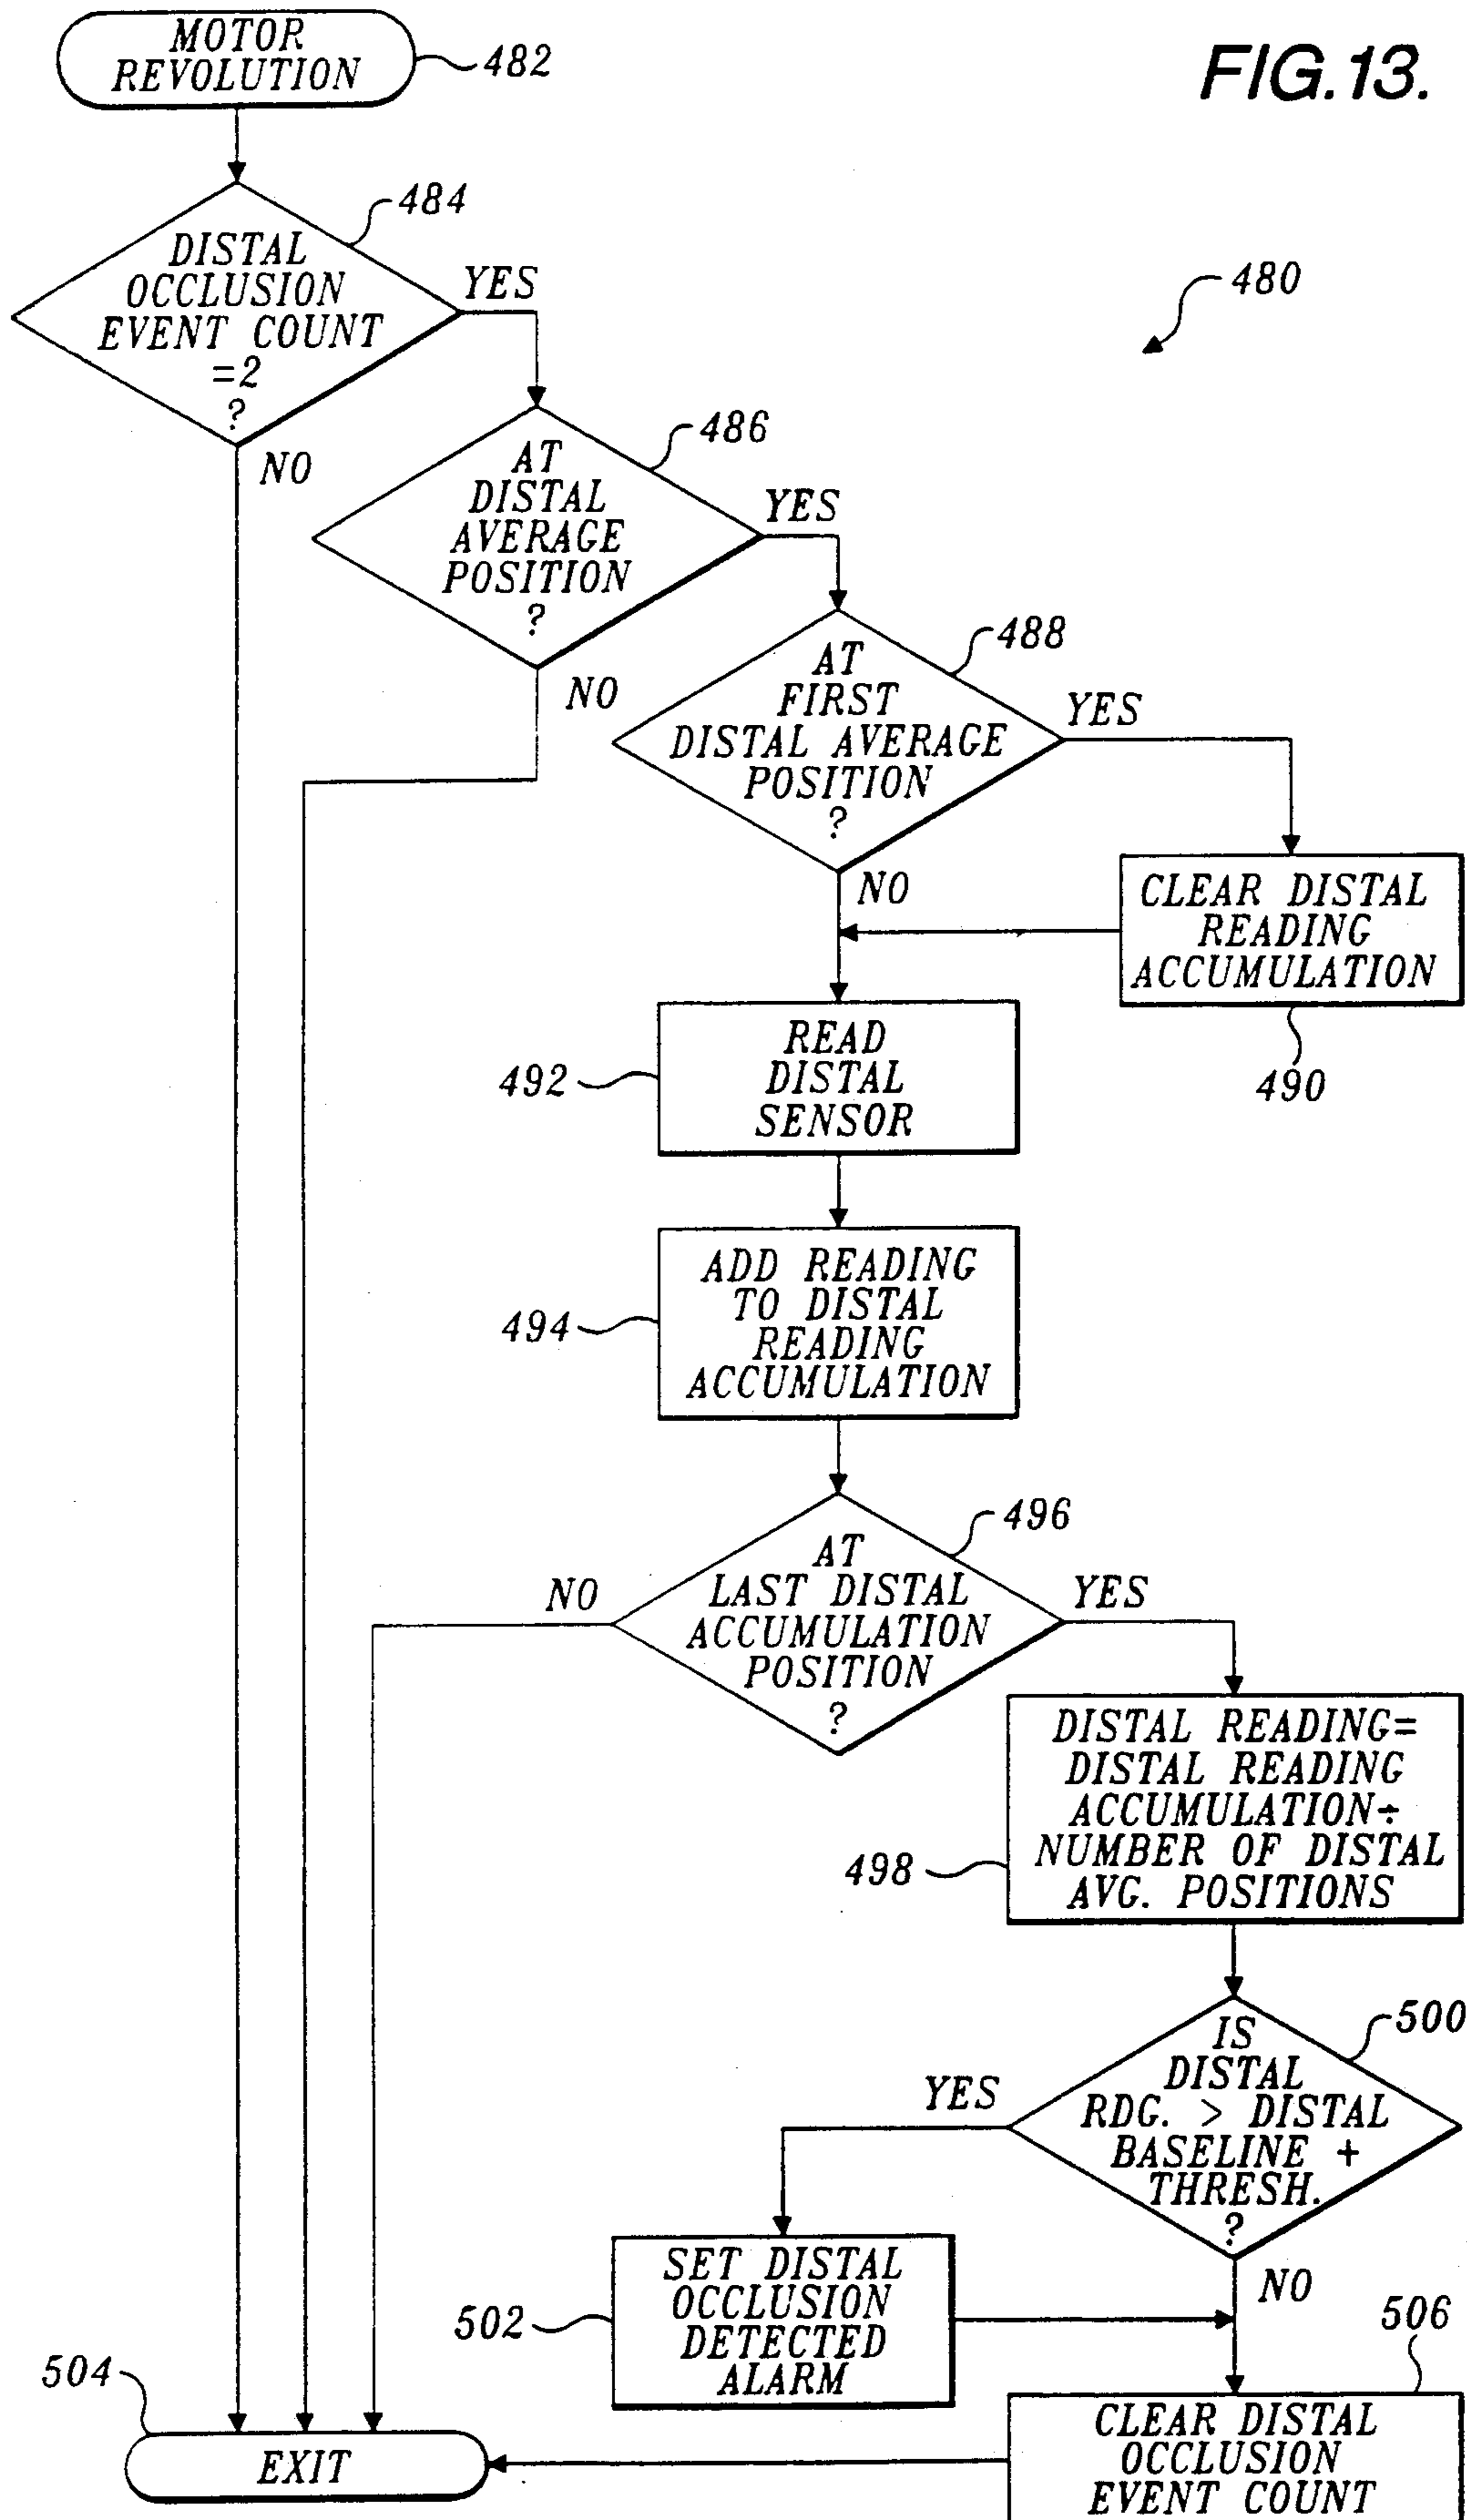 MOTOR
REVOLUTION
482
FIG.13.
484
DISTAL
OCCLUSION
EVENT COUNT
=2
?
YES
NO
480
486
AT
DISTAL
AVERAGE
POSITION
?
YES
NO
488
AT
FIRST
DISTAL AVERAGE
POSITION
?
YES
NO
CLEAR DISTAL
READING
ACCUMULATION
490
READ
DISTAL
SENSOR
492
ADD READING
TO DISTAL
READING
ACCUMULATION
494
496
AT
LAST DISTAL
ACCUMULATION
POSITION
?
NO
YES
DISTAL READING=
DISTAL READING
ACCUMULATION÷
NUMBER OF DISTAL
AVG. POSITIONS
498
500
IS
DISTAL
RDG. > DISTAL
BASELINE +
THRESH.
?
YES
NO
SET DISTAL
OCCLUSION
DETECTED
ALARM
502
506
CLEAR DISTAL
OCCLUSION
EVENT COUNT
504
EXIT